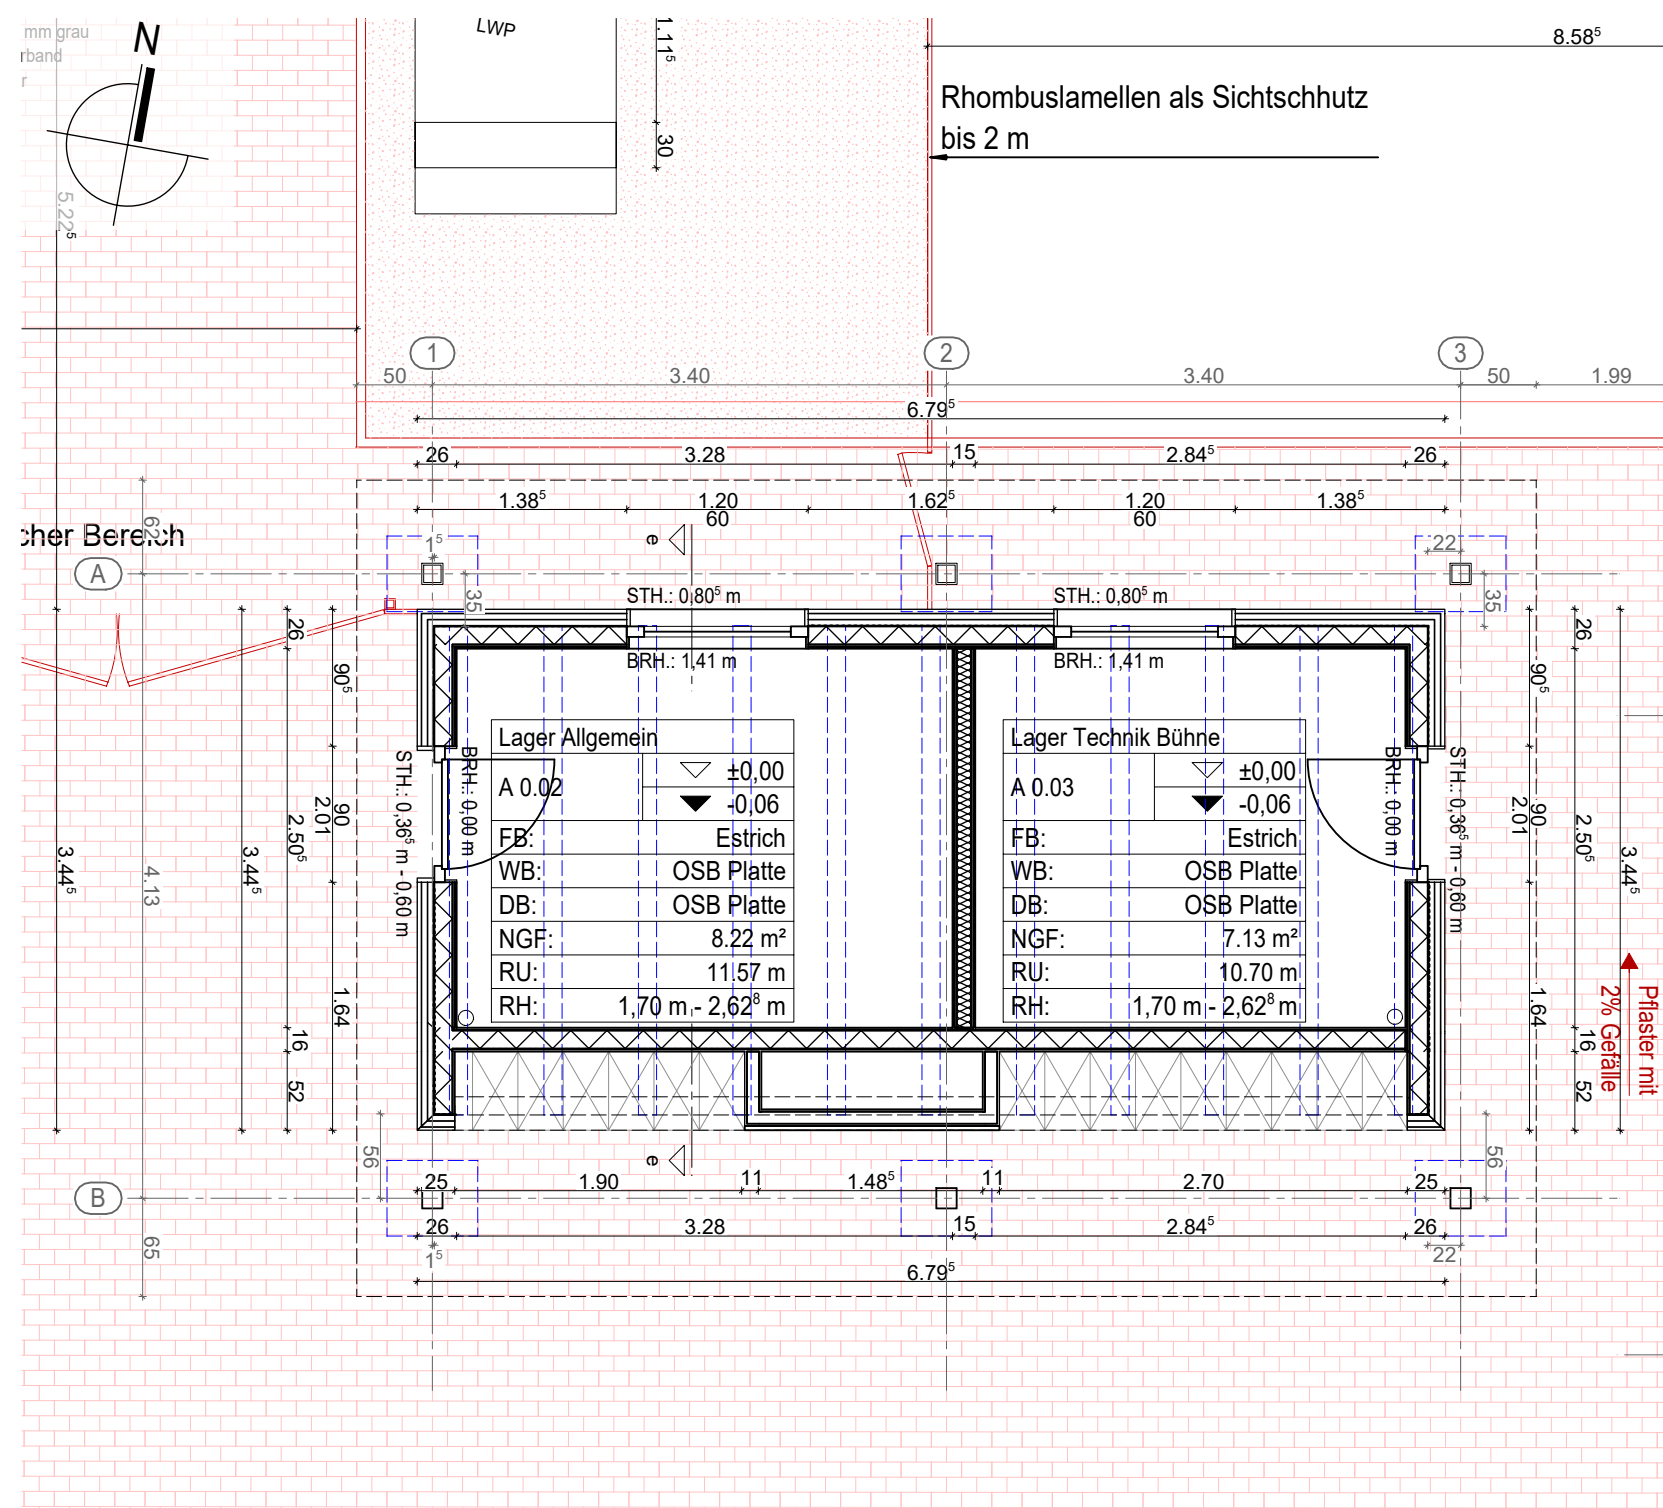 mm grau
rband
r
N
LWP
1.11⁵
30
8.58⁵
Rhombuslamellen als Sichtschhutz
bis 2 m
5.22⁵
1
2
3
50
3.40
3.40
50
1.99
6.79⁵
26
3.28
15
2.84⁵
26
1.38⁵
1.20
60
1.62⁵
1.20
60
1.38⁵
cher Bereich
62
A
1⁵
e
22
35
35
STH.: 0,80⁵ m
STH.: 0,80⁵ m
BRH.: 1,41 m
BRH.: 1,41 m
26
90⁵
90
2.01
2.50⁵
1.64
16
52
3.44⁵
3.44⁵
4.13
STH.: 0,36⁵ m - 0,60 m
BRH.: 0,00 m
Lager Allgemein
A 0.02
±0,00
-0,06
FB: Estrich
WB: OSB Platte
DB: OSB Platte
NGF: 8.22 m²
RU: 11.57 m
RH: 1,70 m - 2,62⁸ m
Lager Technik Bühne
A 0.03
±0,00
-0,06
FB: Estrich
WB: OSB Platte
DB: OSB Platte
NGF: 7.13 m²
RU: 10.70 m
RH: 1,70 m - 2,62⁸ m
BRH.: 0,00 m
STH.: 0,36⁵ m - 0,60 m
26
90⁵
90
2.01
2.50⁵
1.64
16
52
3.44⁵
Pflaster mit
2% Gefälle
56
56
e
B
25
1.90
11
1.48⁵
11
2.70
25
26
3.28
15
2.84⁵
26
1⁵
22
65
6.79⁵